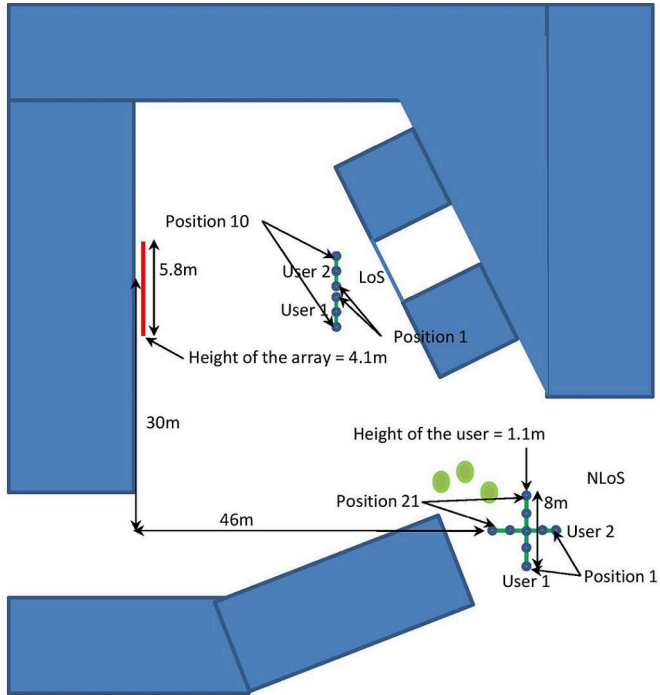 Position 10
5.8m
User 2
LoS
User 1
Position 1
Height of the array = 4.1m
30m
Height of the user = 1.1m
NLoS
Position 21
8m
46m
User 2
User 1
Position 1